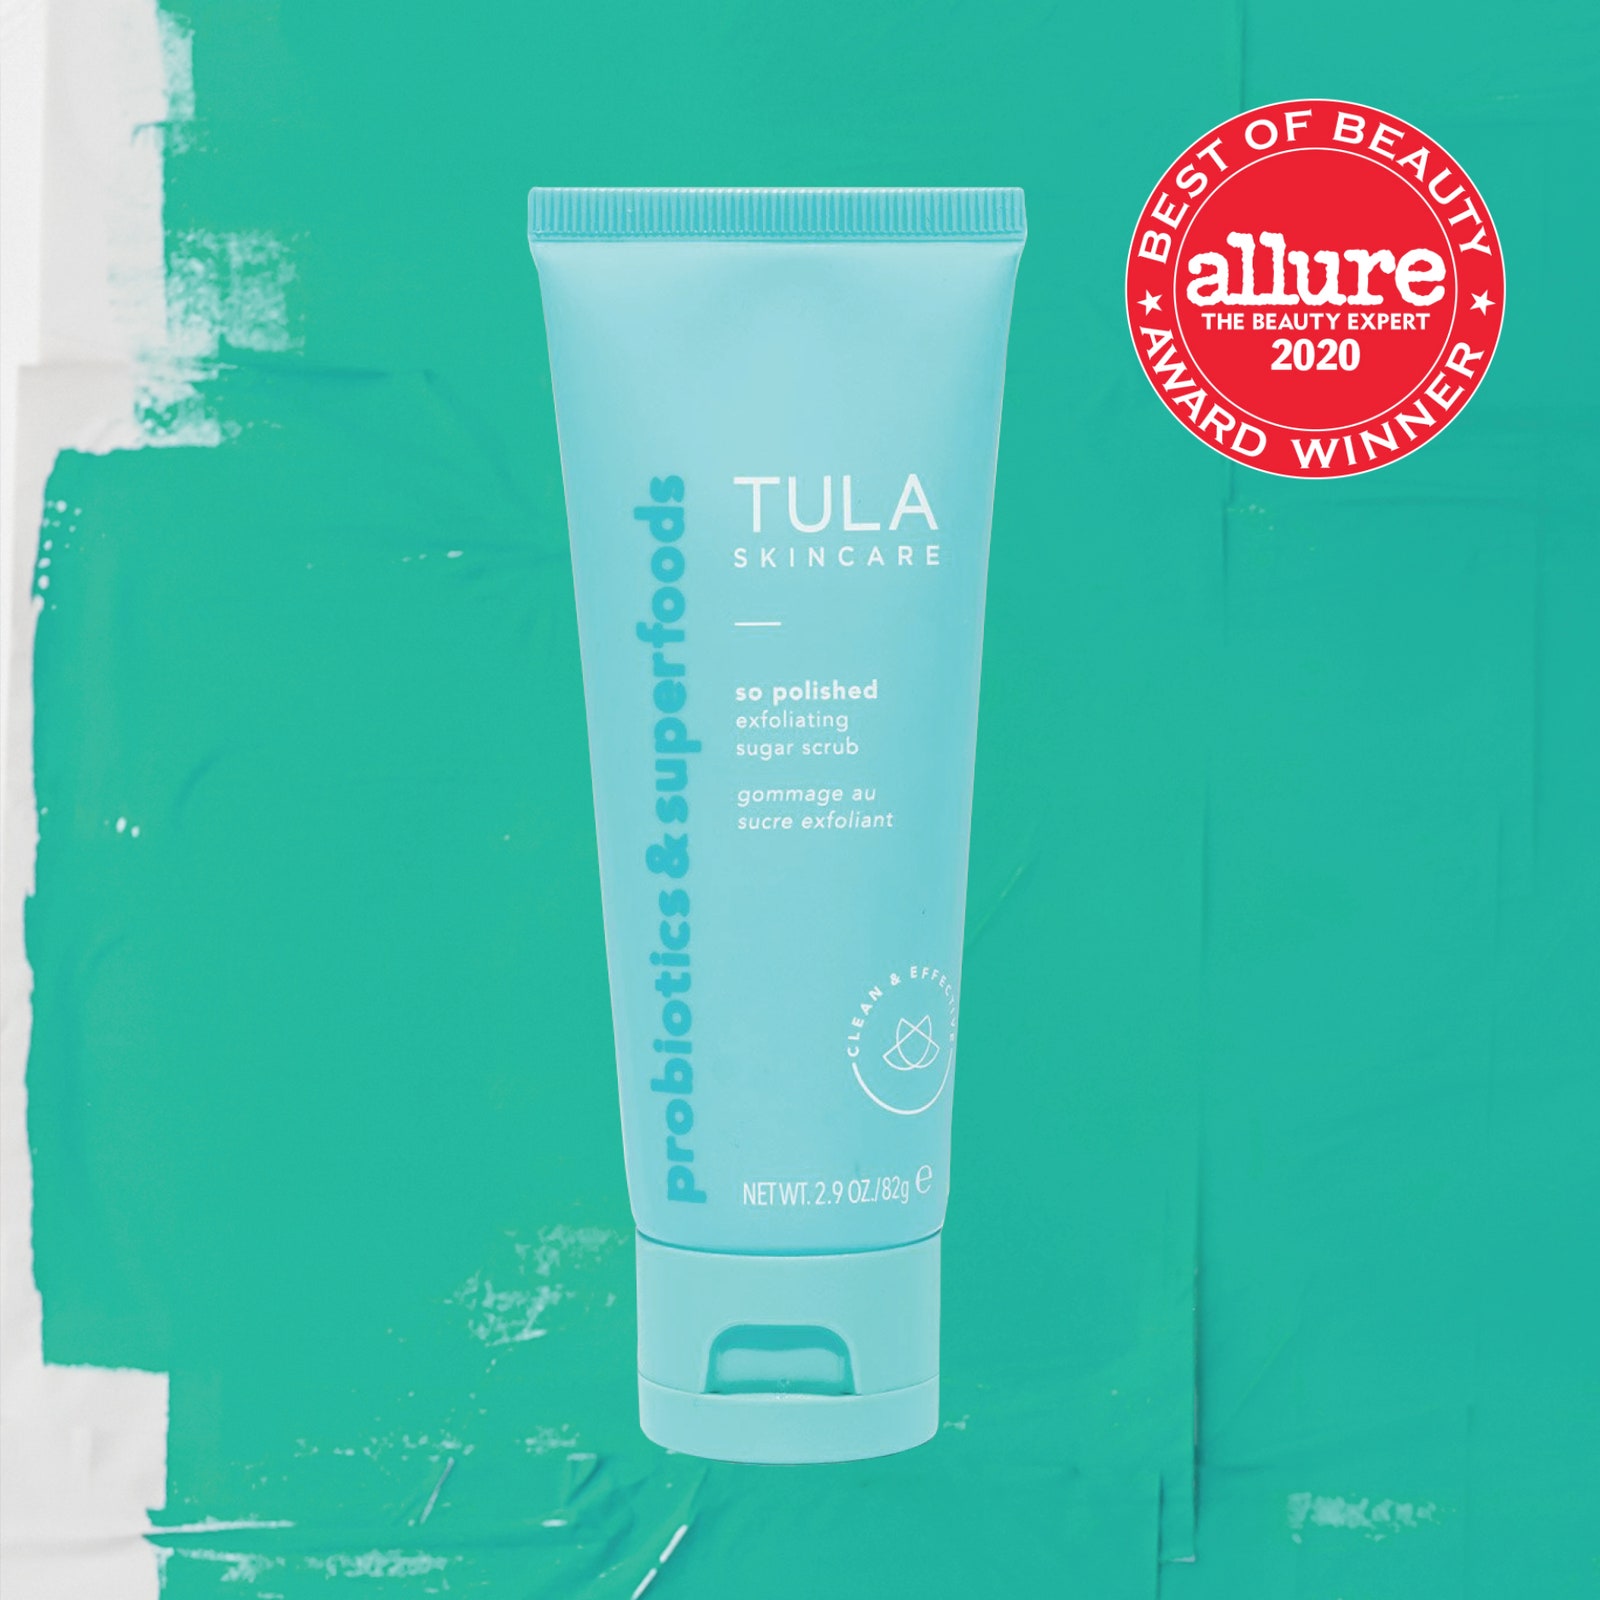 BEST OF BEAUTY
allure
THE BEAUTY EXPERT
2020
AWARD WINNER
probiotics & superfoods
TULA
SKINCARE
so polished
exfoliating
sugar scrub
gommage au
sucre exfoliant
CLEAN & EFFECTIVE
NET WT. 2.9 OZ./82g e